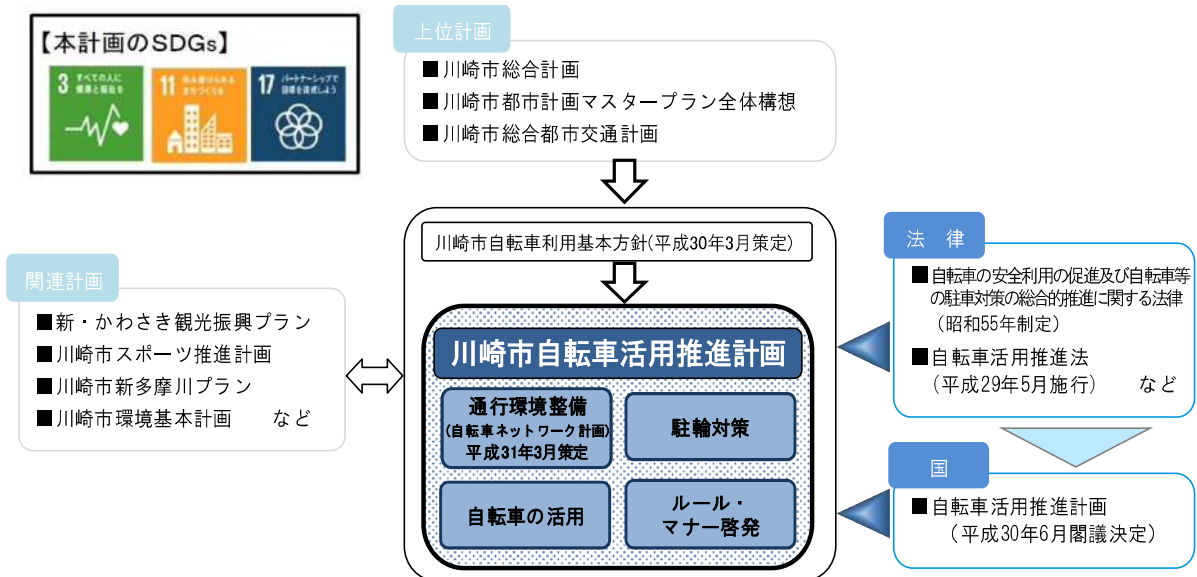 【本計画のSDGs】
3 すべての人に
健康と福祉を
11 住み続けられる
まちづくりを
17 パートナーシップで
目標を達成しよう
上位計画
■川崎市総合計画
■川崎市都市計画マスタープラン全体構想
■川崎市総合都市交通計画
川崎市自転車利用基本方針(平成30年3月策定)
関連計画
■新・かわさき観光振興プラン
■川崎市スポーツ推進計画
■川崎市新多摩川プラン
■川崎市環境基本計画 など
川崎市自転車活用推進計画
通行環境整備
(自転車ネットワーク計画)
平成31年3月策定
駐輪対策
自転車の活用
ルール・
マナー啓発
法 律
■自転車の安全利用の促進及び自転車等
の駐車対策の総合的推進に関する法律
(昭和55年制定)
■自転車活用推進法
(平成29年5月施行) など
国
■自転車活用推進計画
(平成30年6月閣議決定)